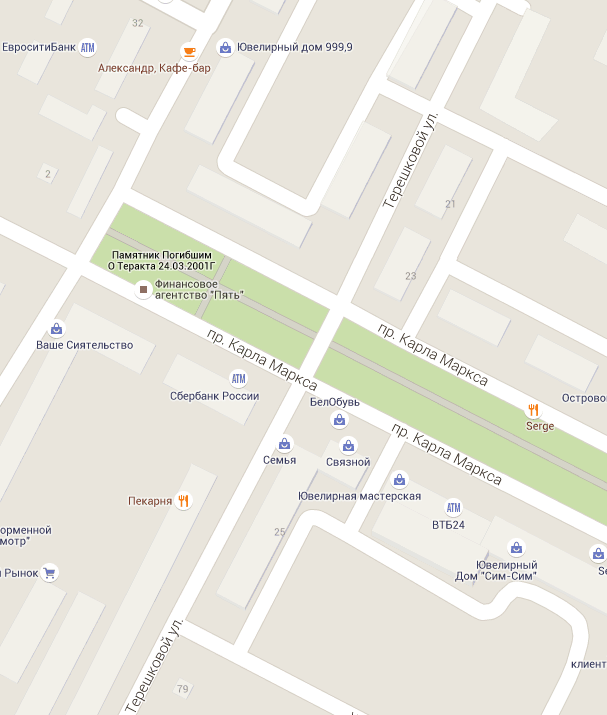 32
ЕвроситиБанк
ATM
Ювелирный дом 999,9
Александр, Кафе-бар
2
Терешковой ул.
21
Памятник Погибшим
О Теракта 24.03.2001Г
23
Финансовое
агентство "Пять"
Ваше Сиятельство
пр. Карла Маркса
пр. Карла Маркса
ATM
Сбербанк России
БелОбувь
Острово
Serge
пр. Карла Маркса
Семья
Связной
Ювелирная мастерская
Пекарня
ATM
ВТБ24
25
орменной
мотр"
Ювелирный
Дом "Сим-Сим"
Se
й Рынок
Терешковой ул.
клиент
79